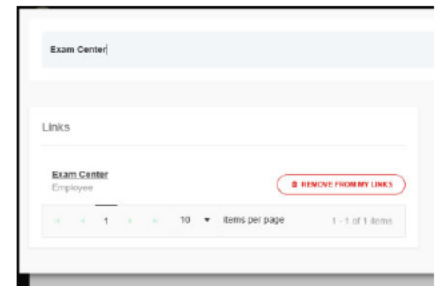 Exam Center
Links
Exam Center
Employee
REMOVE FROM MY LINKS
1 10 items per page 1 - 1 of 1 items